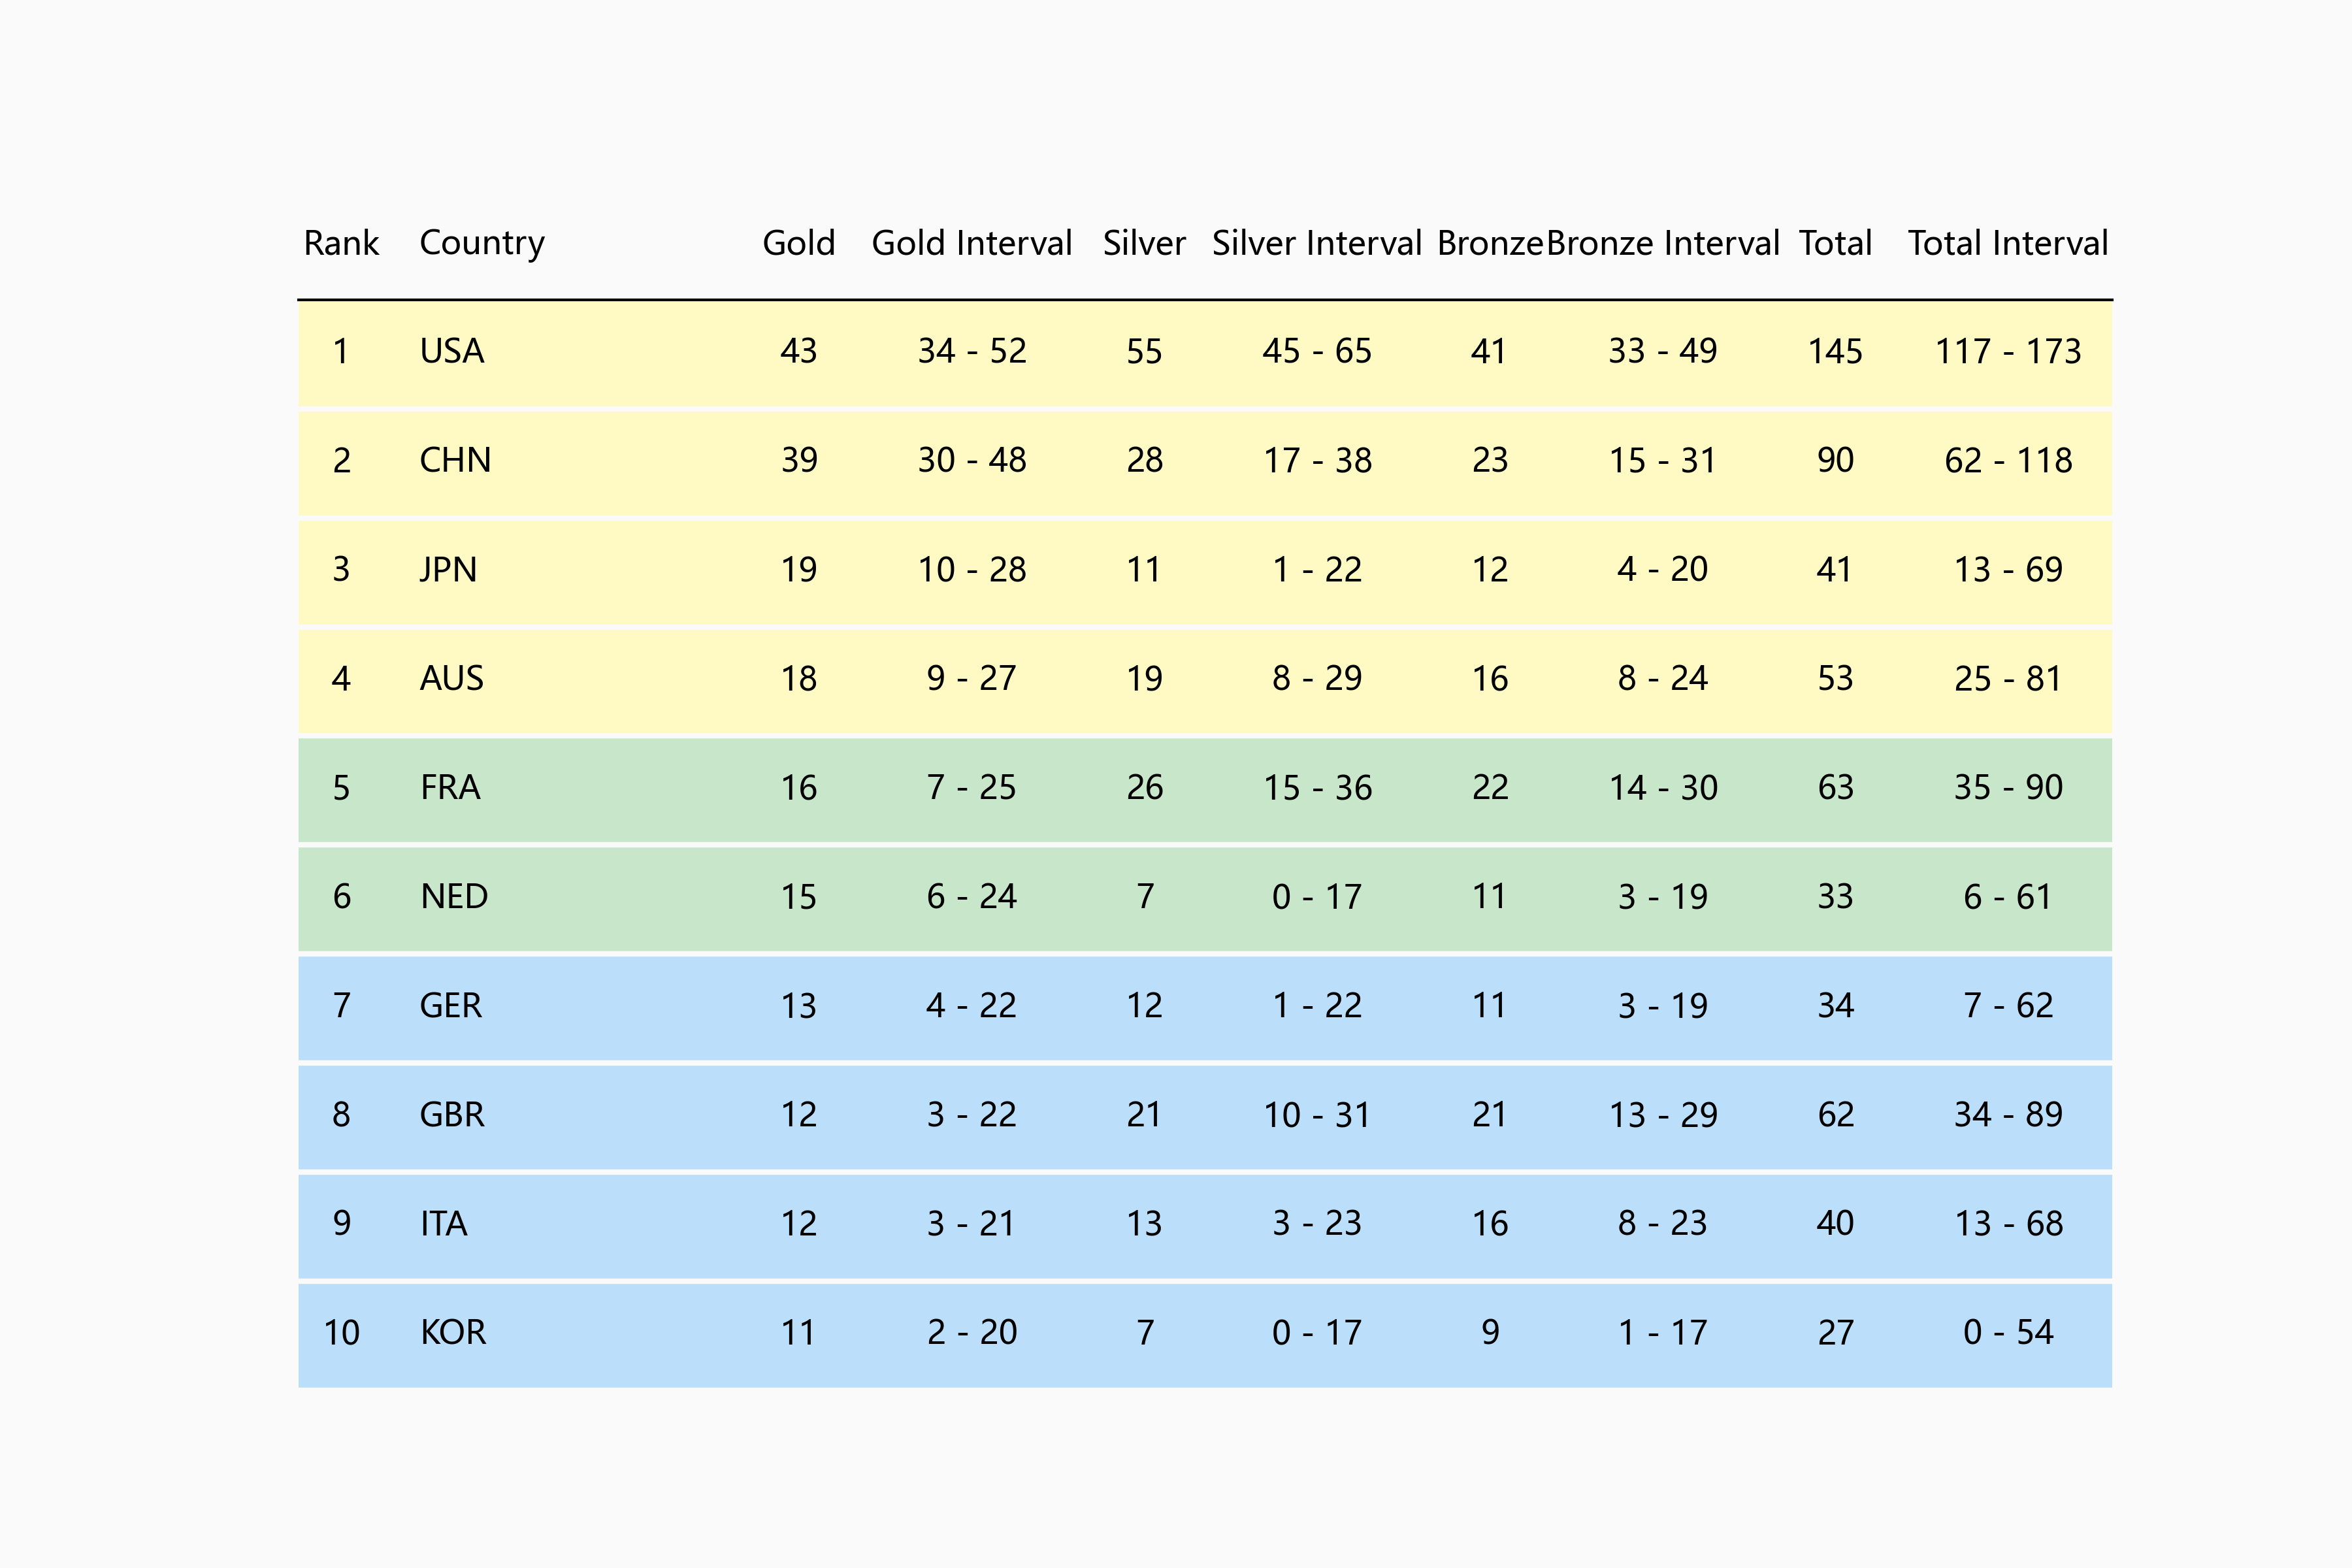 Rank Country Gold Gold Interval Silver Silver Interval Bronze Bronze Interval Total Total Interval
1 USA 43 34 - 52 55 45 - 65 41 33 - 49 145 117 - 173
2 CHN 39 30 - 48 28 17 - 38 23 15 - 31 90 62 - 118
3 JPN 19 10 - 28 11 1 - 22 12 4 - 20 41 13 - 69
4 AUS 18 9 - 27 19 8 - 29 16 8 - 24 53 25 - 81
5 FRA 16 7 - 25 26 15 - 36 22 14 - 30 63 35 - 90
6 NED 15 6 - 24 7 0 - 17 11 3 - 19 33 6 - 61
7 GER 13 4 - 22 12 1 - 22 11 3 - 19 34 7 - 62
8 GBR 12 3 - 22 21 10 - 31 21 13 - 29 62 34 - 89
9 ITA 12 3 - 21 13 3 - 23 16 8 - 23 40 13 - 68
10 KOR 11 2 - 20 7 0 - 17 9 1 - 17 27 0 - 54